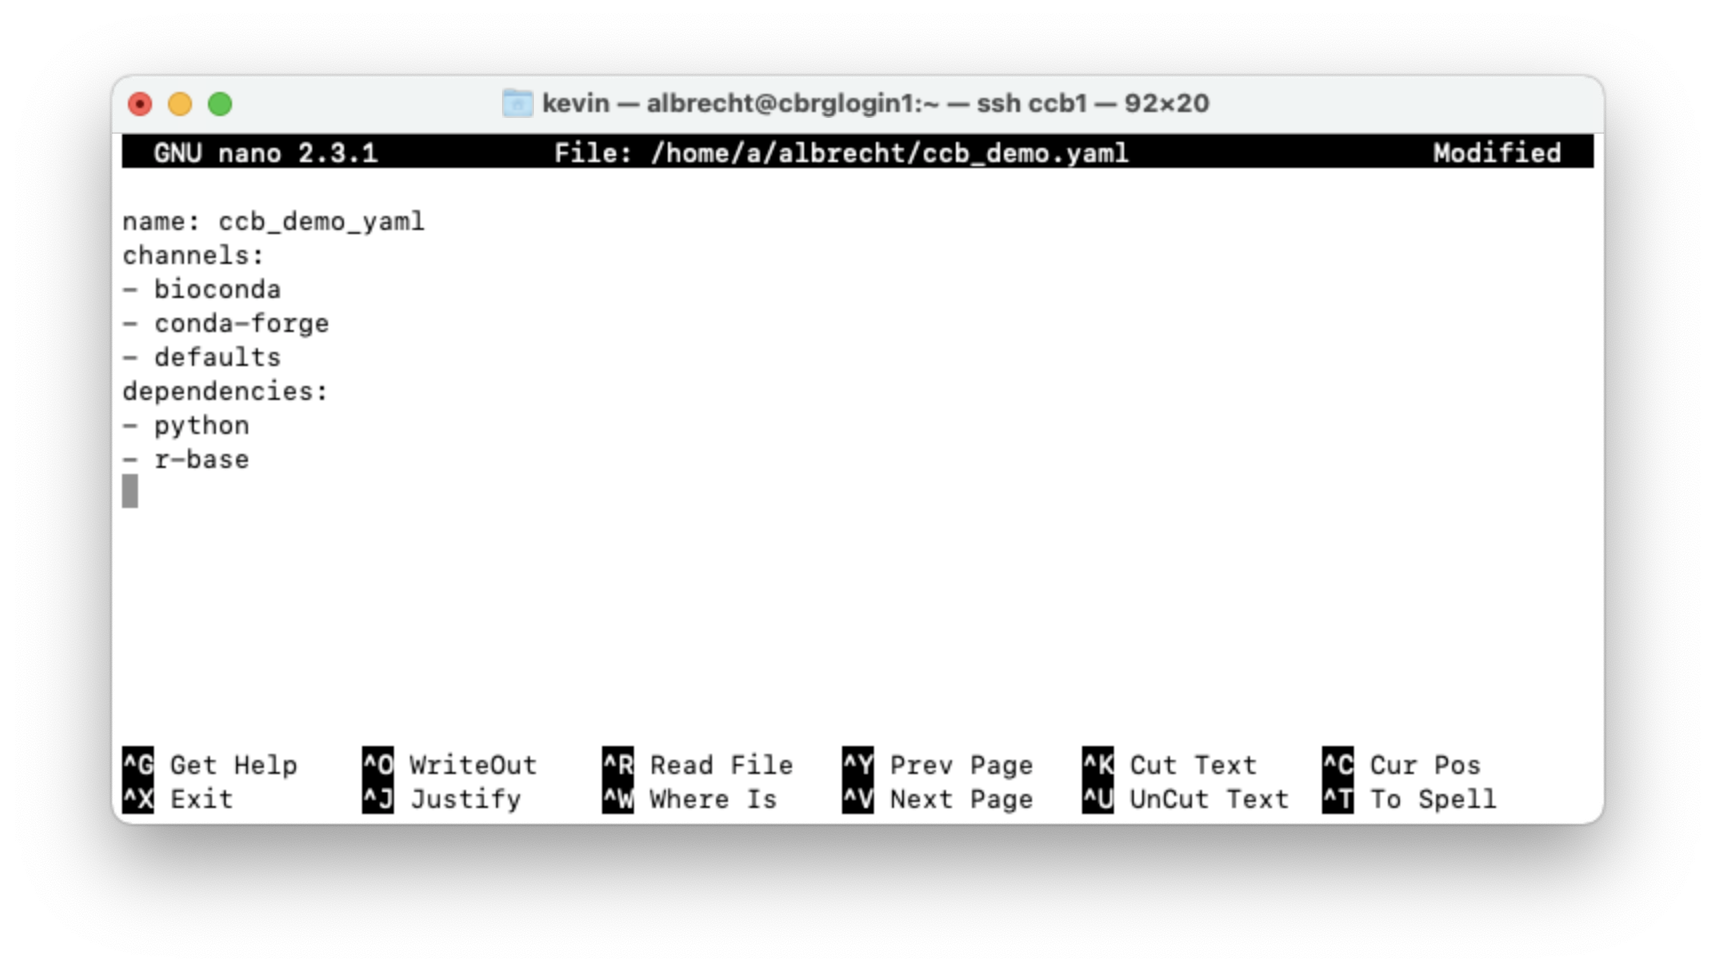 kevin — albrecht@cbrglogin1:~ — ssh ccb1 — 92×20
GNU nano 2.3.1 File: /home/a/albrecht/ccb_demo.yaml Modified
name: ccb_demo_yaml
channels:
- bioconda
- conda-forge
- defaults
dependencies:
- python
- r-base
^G Get Help ^O WriteOut ^R Read File ^Y Prev Page ^K Cut Text ^C Cur Pos
^X Exit ^J Justify ^W Where Is ^V Next Page ^U UnCut Text ^T To Spell